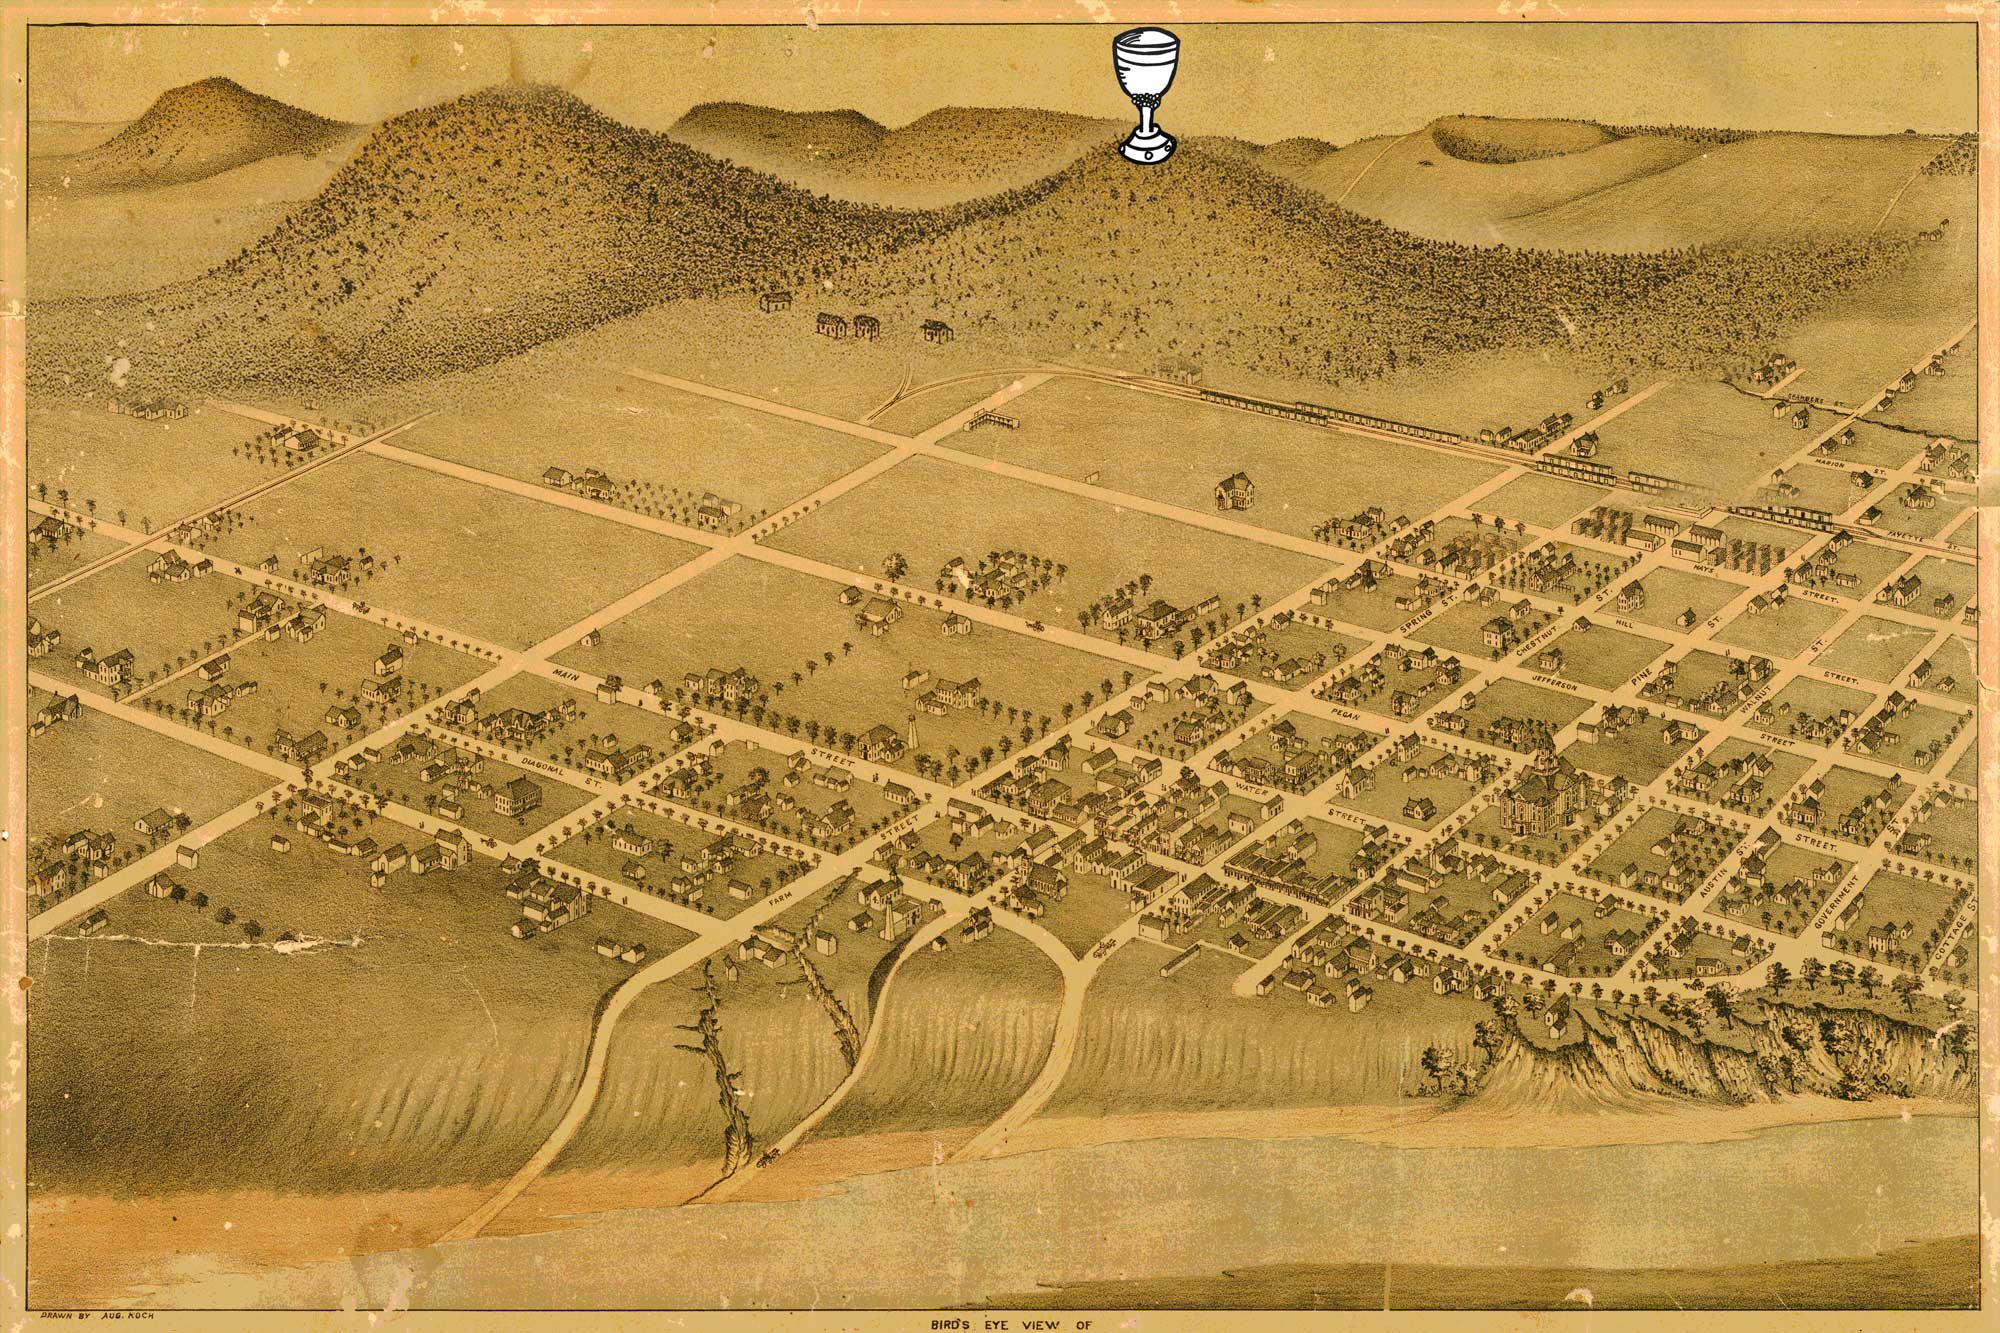 CHAMBERS ST.
MARION ST.
FAYETTE ST.
HAYS STREET.
SPRING ST.
CHESTNUT ST.
HILL STREET.
PINE ST.
JEFFERSON STREET
WALNUT ST.
PECAN
MAIN STREET
DIAGONAL ST.
WATER STREET
STREET.
AUSTIN ST.
GOVERNMENT ST
COTTAGE ST.
FARM STREET
DRAWN BY AUG. KOCH
BIRD'S EYE VIEW OF